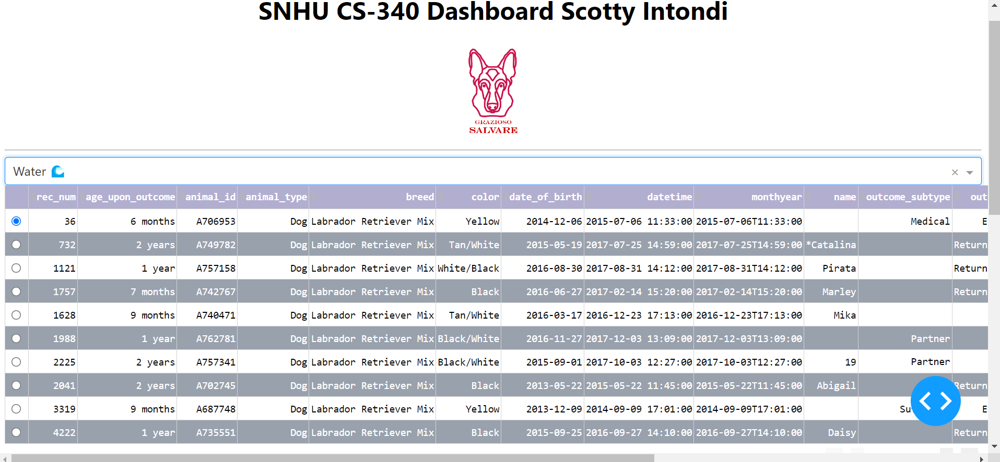 SNHU CS-340 Dashboard Scotty Intondi
GRAZIOSO
SALVARE
Water 🌊
rec_num age_upon_outcome animal_id animal_type breed color date_of_birth datetime monthyear name outcome_subtype out
36 6 months A706953 Dog Labrador Retriever Mix Yellow 2014-12-06 2015-07-06 11:33:00 2015-07-06T11:33:00 Medical E
732 2 years A749782 Dog Labrador Retriever Mix Tan/White 2015-05-19 2017-07-25 14:59:00 2017-07-25T14:59:00 *Catalina Return
1121 1 year A757158 Dog Labrador Retriever Mix White/Black 2016-08-30 2017-08-31 14:12:00 2017-08-31T14:12:00 Pirata Return
1757 7 months A742767 Dog Labrador Retriever Mix Black 2016-06-27 2017-02-14 15:20:00 2017-02-14T15:20:00 Marley Return
1628 9 months A740471 Dog Labrador Retriever Mix Tan/White 2016-03-17 2016-12-23 17:13:00 2016-12-23T17:13:00 Mika
1988 1 year A762781 Dog Labrador Retriever Mix Black/White 2016-11-27 2017-12-03 13:09:00 2017-12-03T13:09:00 Partner
2225 2 years A757341 Dog Labrador Retriever Mix Black/White 2015-09-01 2017-10-03 12:27:00 2017-10-03T12:27:00 19 Partner
2041 2 years A702745 Dog Labrador Retriever Mix Black 2013-05-22 2015-05-22 11:45:00 2015-05-22T11:45:00 Abigail Return
3319 9 months A687748 Dog Labrador Retriever Mix Yellow 2013-12-09 2014-09-09 17:01:00 2014-09-09T17:01:00 E
4222 1 year A735551 Dog Labrador Retriever Mix Black 2015-09-25 2016-09-27 14:10:00 2016-09-27T14:10:00 Daisy Return